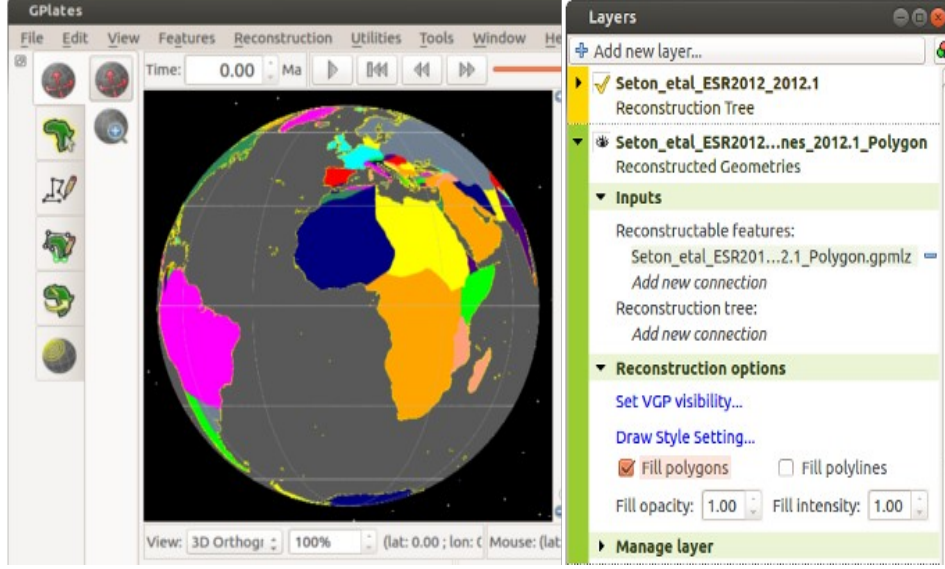 GPlates
File Edit View Features Reconstruction Utilities Tools Window He
Time: 0.00 Ma
View: 3D Orthogr 100% (lat: 0.00 ; lon: 0 Mouse: (lat
Layers
Add new layer...
Seton_etal_ESR2012_2012.1
Reconstruction Tree
Seton_etal_ESR2012...nes_2012.1_Polygon
Reconstructed Geometries
Inputs
Reconstructable features:
Seton_etal_ESR201...2.1_Polygon.gpmlz
Add new connection
Reconstruction tree:
Add new connection
Reconstruction options
Set VGP visibility...
Draw Style Setting...
Fill polygons Fill polylines
Fill opacity: 1.00 Fill intensity: 1.00
Manage layer